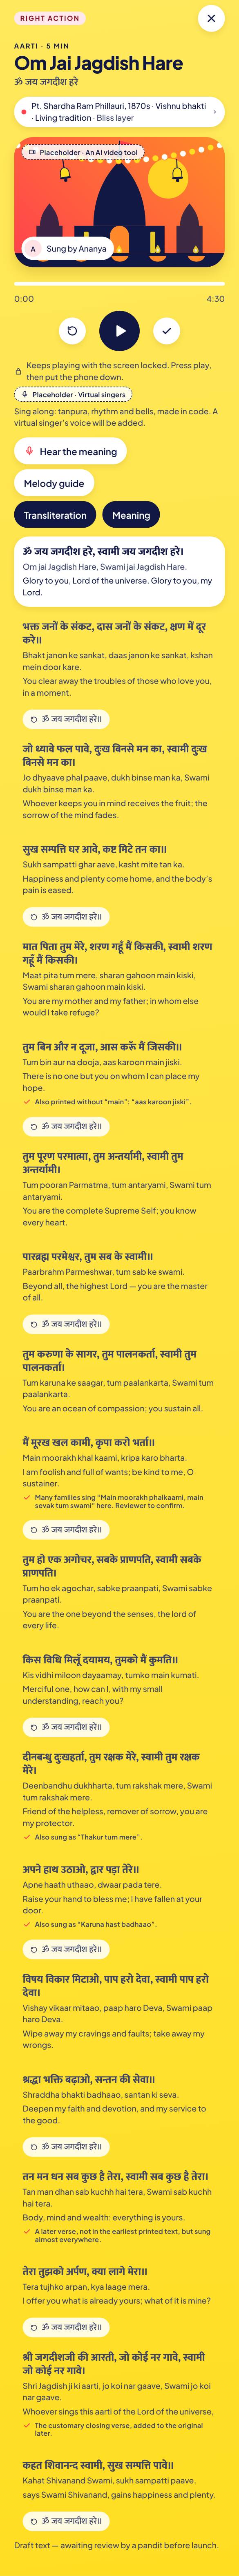 RIGHT ACTION
AARTI · 5 MIN
Om Jai Jagdish Hare
ॐ जय जगदीश हरे
Pt. Shardha Ram Phillauri, 1870s · Vishnu bhakti
· Living tradition · Bliss layer
Placeholder · An AI video tool
A Sung by Ananya
0:00 4:30
Keeps playing with the screen locked. Press play,
then put the phone down.
Placeholder · Virtual singers
Sing along: tanpura, rhythm and bells, made in code. A
virtual singer's voice will be added.
Hear the meaning
Melody guide
Transliteration Meaning
ॐ जय जगदीश हरे, स्वामी जय जगदीश हरे।
Om jai Jagdish Hare, Swami jai Jagdish Hare.
Glory to you, Lord of the universe. Glory to you, my
Lord.
भक्त जनों के संकट, दास जनों के संकट, क्षण में दूर
करे॥
Bhakt janon ke sankat, daas janon ke sankat, kshan
mein door kare.
You clear away the troubles of those who love you,
in a moment.
ॐ जय जगदीश हरे॥
जो ध्यावे फल पावे, दुःख बिनसे मन का, स्वामी दुःख
बिनसे मन का।
Jo dhyaave phal paave, dukh binse man ka, Swami
dukh binse man ka.
Whoever keeps you in mind receives the fruit; the
sorrow of the mind fades.
सुख सम्पत्ति घर आवे, कष्ट मिटे तन का॥
Sukh sampatti ghar aave, kasht mite tan ka.
Happiness and plenty come home, and the body's
pain is eased.
ॐ जय जगदीश हरे॥
मात पिता तुम मेरे, शरण गहूँ मैं किसकी, स्वामी शरण
गहूँ मैं किसकी।
Maat pita tum mere, sharan gahoon main kiski,
Swami sharan gahoon main kiski.
You are my mother and my father; in whom else
would I take refuge?
तुम बिन और न दूजा, आस करूँ मैं जिसकी॥
Tum bin aur na dooja, aas karoon main jiski.
There is no one but you on whom I can place my
hope.
Also printed without "main": "aas karoon jiski".
ॐ जय जगदीश हरे॥
तुम पूरण परमात्मा, तुम अन्तर्यामी, स्वामी तुम
अन्तर्यामी।
Tum pooran Parmatma, tum antaryami, Swami tum
antaryami.
You are the complete Supreme Self; you know
every heart.
पारब्रह्म परमेश्वर, तुम सब के स्वामी॥
Paarbrahm Parmeshwar, tum sab ke swami.
Beyond all, the highest Lord — you are the master
of all.
ॐ जय जगदीश हरे॥
तुम करुणा के सागर, तुम पालनकर्ता, स्वामी तुम
पालनकर्ता।
Tum karuna ke saagar, tum paalankarta, Swami tum
paalankarta.
You are an ocean of compassion; you sustain all.
मैं मूरख खल कामी, कृपा करो भर्ता॥
Main moorakh khal kaami, kripa karo bharta.
I am foolish and full of wants; be kind to me, O
sustainer.
Many families sing "Main moorakh phalkaami, main
sevak tum swami" here. Reviewer to confirm.
ॐ जय जगदीश हरे॥
तुम हो एक अगोचर, सबके प्राणपति, स्वामी सबके
प्राणपति।
Tum ho ek agochar, sabke praanpati, Swami sabke
praanpati.
You are the one beyond the senses, the lord of
every life.
किस विधि मिलूँ दयामय, तुमको मैं कुमति॥
Kis vidhi miloon dayaamay, tumko main kumati.
Merciful one, how can I, with my small
understanding, reach you?
ॐ जय जगदीश हरे॥
दीनबन्धु दुःखहर्ता, तुम रक्षक मेरे, स्वामी तुम रक्षक
मेरे।
Deenbandhu dukhharta, tum rakshak mere, Swami
tum rakshak mere.
Friend of the helpless, remover of sorrow, you are
my protector.
Also sung as "Thakur tum mere".
अपने हाथ उठाओ, द्वार पड़ा तेरे॥
Apne haath uthaao, dwaar pada tere.
Raise your hand to bless me; I have fallen at your
door.
Also sung as "Karuna hast badhaao".
ॐ जय जगदीश हरे॥
विषय विकार मिटाओ, पाप हरो देवा, स्वामी पाप हरो
देवा।
Vishay vikaar mitaao, paap haro Deva, Swami paap
haro Deva.
Wipe away my cravings and faults; take away my
wrongs.
श्रद्धा भक्ति बढ़ाओ, सन्तन की सेवा॥
Shraddha bhakti badhaao, santan ki seva.
Deepen my faith and devotion, and my service to
the good.
ॐ जय जगदीश हरे॥
तन मन धन सब कुछ है तेरा, स्वामी सब कुछ है तेरा।
Tan man dhan sab kuchh hai tera, Swami sab kuchh
hai tera.
Body, mind and wealth: everything is yours.
A later verse, not in the earliest printed text, but sung
almost everywhere.
तेरा तुझको अर्पण, क्या लागे मेरा॥
Tera tujhko arpan, kya laage mera.
I offer you what is already yours; what of it is mine?
ॐ जय जगदीश हरे॥
श्री जगदीशजी की आरती, जो कोई नर गावे, स्वामी
जो कोई नर गावे।
Shri Jagdish ji ki aarti, jo koi nar gaave, Swami jo koi
nar gaave.
Whoever sings this aarti of the Lord of the universe,
The customary closing verse, added to the original
later.
कहत शिवानन्द स्वामी, सुख सम्पत्ति पावे॥
Kahat Shivanand Swami, sukh sampatti paave.
says Swami Shivanand, gains happiness and plenty.
ॐ जय जगदीश हरे॥
Draft text — awaiting review by a pandit before launch.